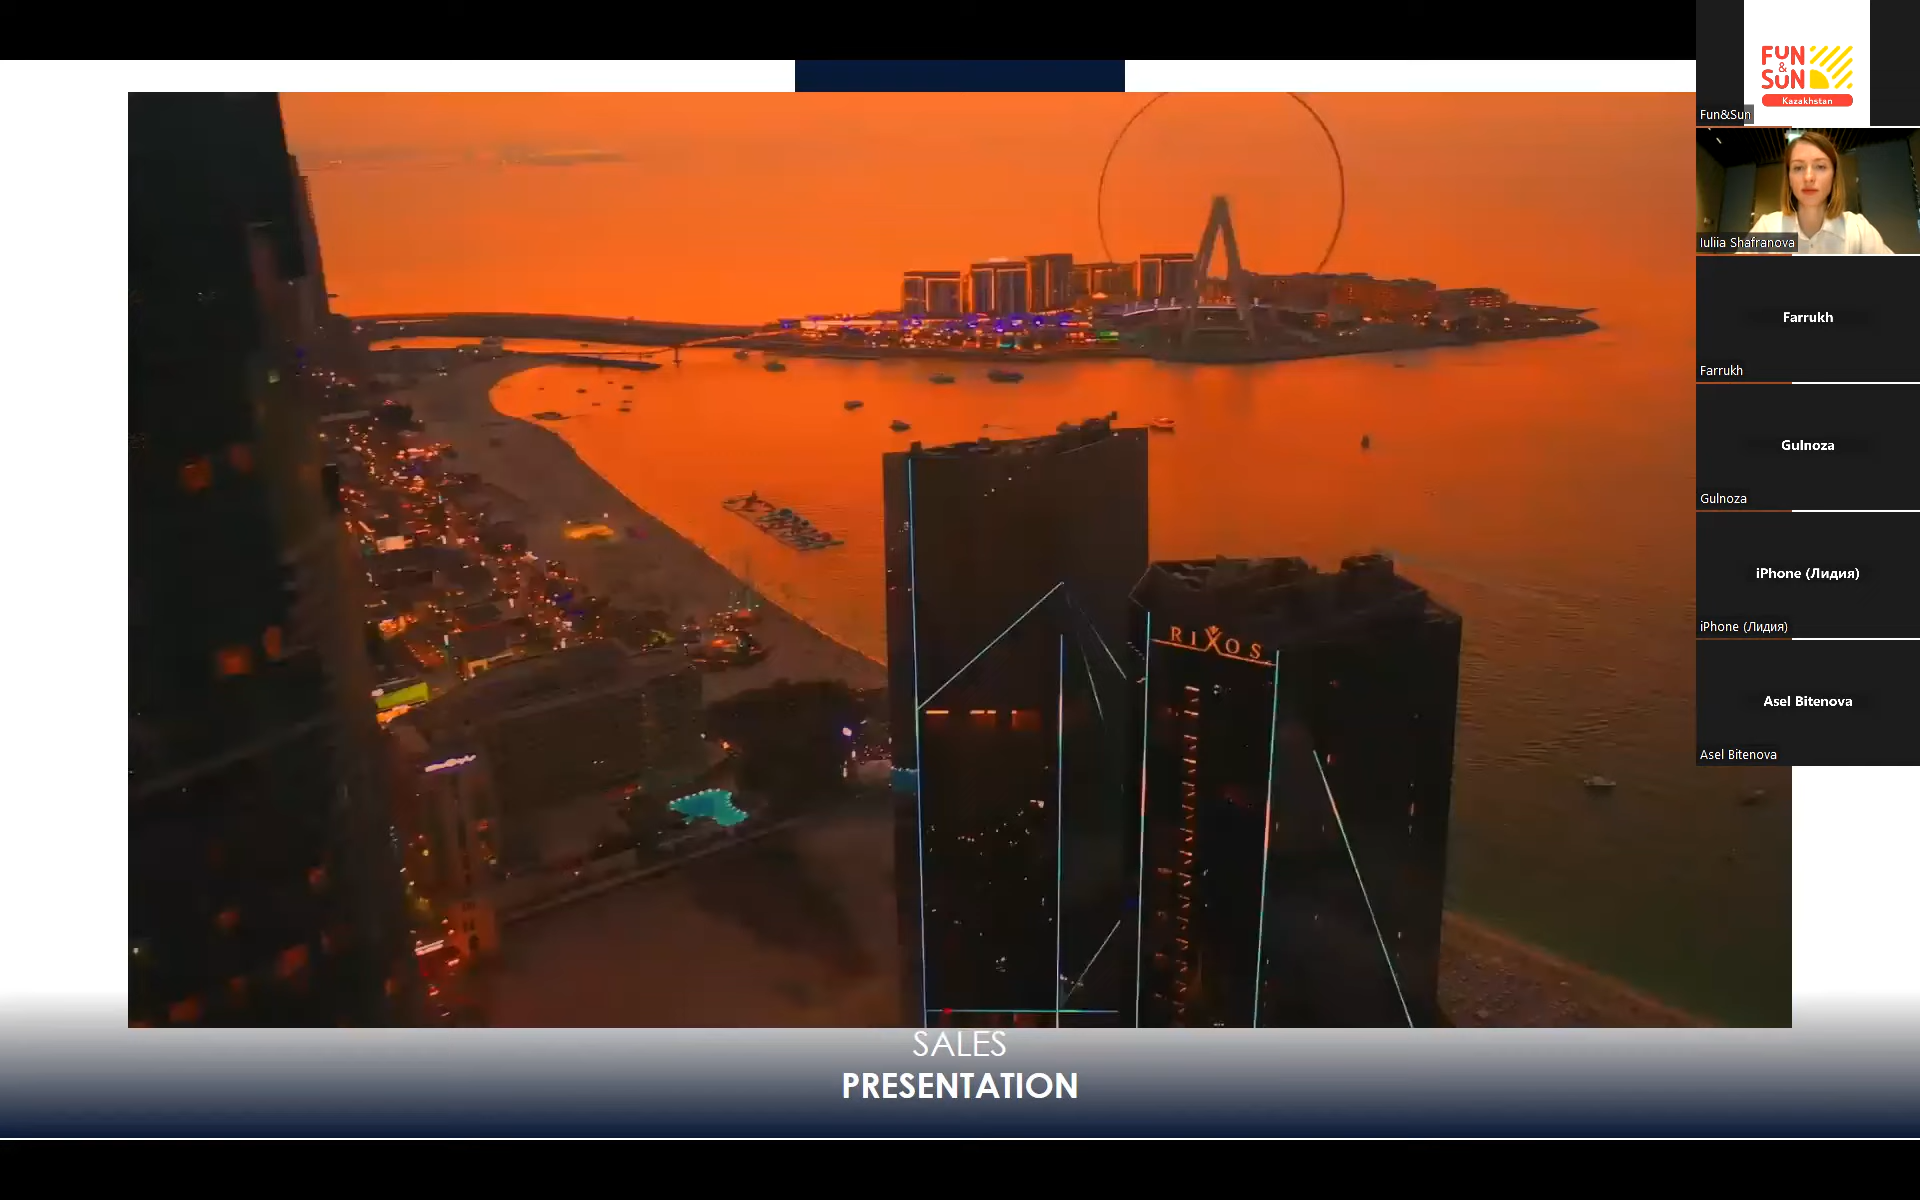 FUN
&
SUN
Kazakhstan
Fun&Sun
Iuliia Shafranova
Farrukh
Farrukh
Gulnoza
Gulnoza
iPhone (Лидия)
iPhone (Лидия)
Asel Bitenova
Asel Bitenova
RIXOS
SALES
PRESENTATION